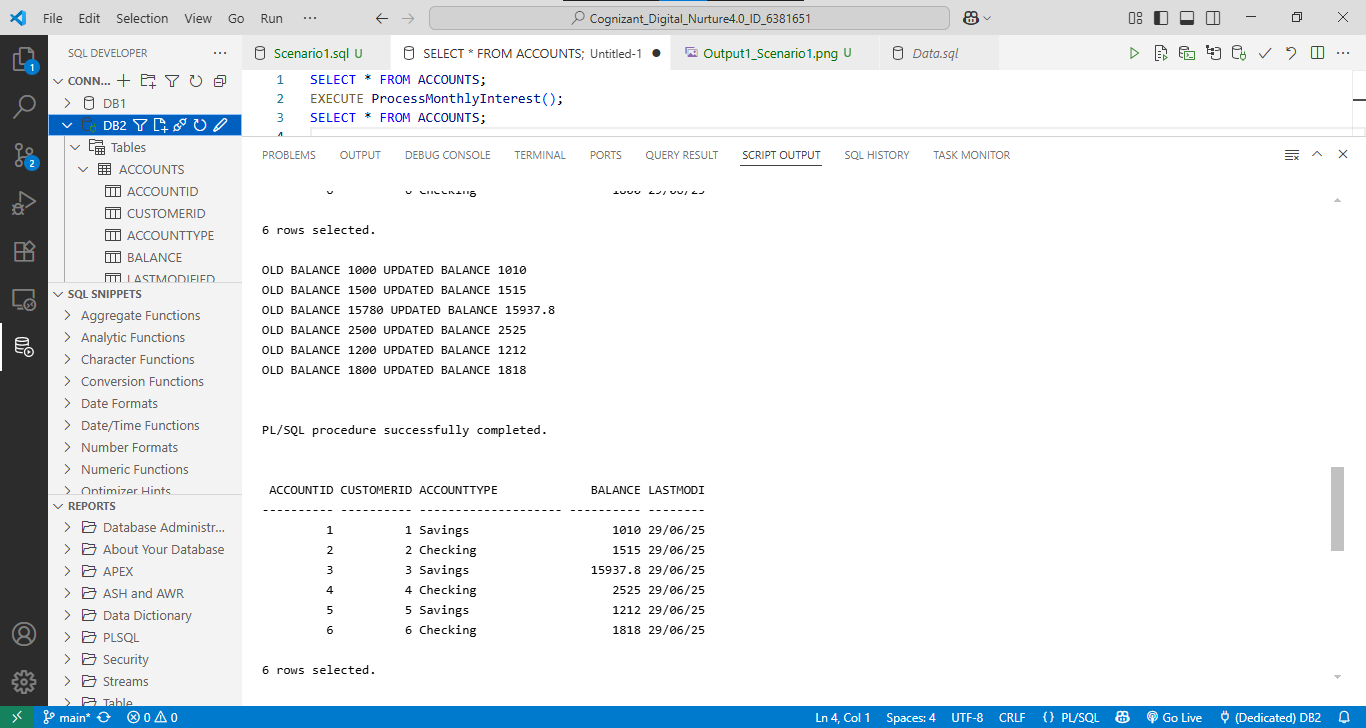 File Edit Selection View Go Run ··· Cognizant_Digital_Nurture4.0_ID_6381651
SQL DEVELOPER ···
Scenario1.sql U
SELECT * FROM ACCOUNTS; Untitled-1
Output1_Scenario1.png U
Data.sql
1
CONN...
DB1
DB2
Tables
ACCOUNTS
ACCOUNTID
CUSTOMERID
ACCOUNTTYPE
BALANCE
LASTMODIFIED
2
SQL SNIPPETS
Aggregate Functions
Analytic Functions
Character Functions
Conversion Functions
Date Formats
Date/Time Functions
Number Formats
Numeric Functions
Optimizer Hints
REPORTS
Database Administr...
About Your Database
APEX
ASH and AWR
Data Dictionary
PLSQL
Security
Streams
Table
1 SELECT * FROM ACCOUNTS;
2 EXECUTE ProcessMonthlyInterest();
3 SELECT * FROM ACCOUNTS;
4
PROBLEMS OUTPUT DEBUG CONSOLE TERMINAL PORTS QUERY RESULT SCRIPT OUTPUT SQL HISTORY TASK MONITOR
6 6 Checking 1800 29/06/25
6 rows selected.
OLD BALANCE 1000 UPDATED BALANCE 1010
OLD BALANCE 1500 UPDATED BALANCE 1515
OLD BALANCE 15780 UPDATED BALANCE 15937.8
OLD BALANCE 2500 UPDATED BALANCE 2525
OLD BALANCE 1200 UPDATED BALANCE 1212
OLD BALANCE 1800 UPDATED BALANCE 1818
PL/SQL procedure successfully completed.
ACCOUNTID CUSTOMERID ACCOUNTTYPE BALANCE LASTMODI
---------- ---------- -------------------- ---------- --------
1 1 Savings 1010 29/06/25
2 2 Checking 1515 29/06/25
3 3 Savings 15937.8 29/06/25
4 4 Checking 2525 29/06/25
5 5 Savings 1212 29/06/25
6 6 Checking 1818 29/06/25
6 rows selected.
main* 0 0 Ln 4, Col 1 Spaces: 4 UTF-8 CRLF {} PL/SQL Go Live (Dedicated) DB2